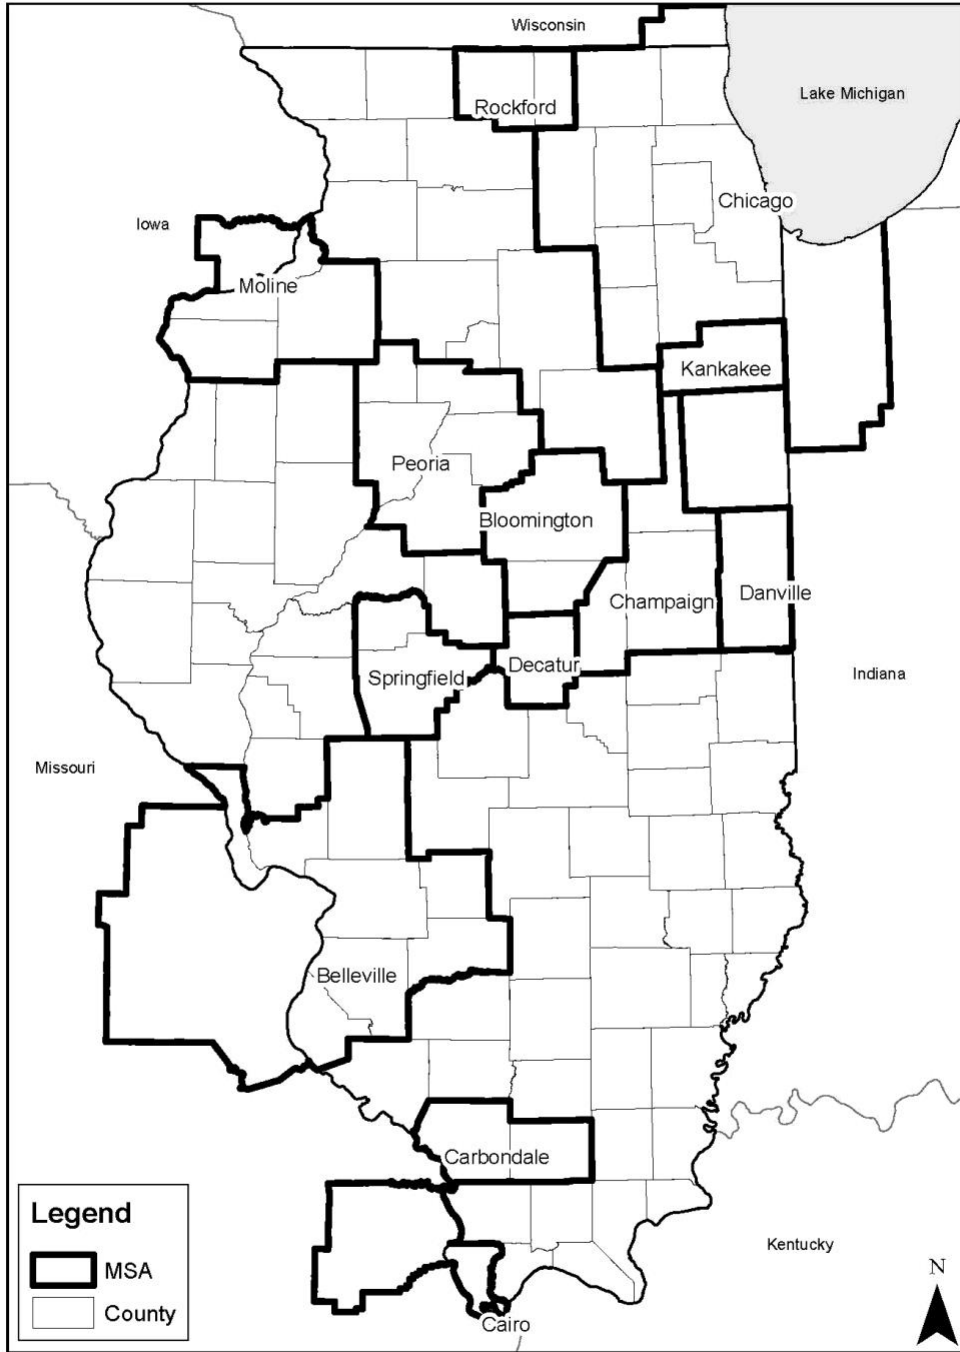 Wisconsin
Lake Michigan
Rockford
Chicago
Iowa
Moline
Kankakee
Peoria
Bloomington
Danville
Champaign
Decatur
Springfield
Indiana
Missouri
Belleville
Carbondale
Legend
MSA
County
Kentucky
N
Cairo